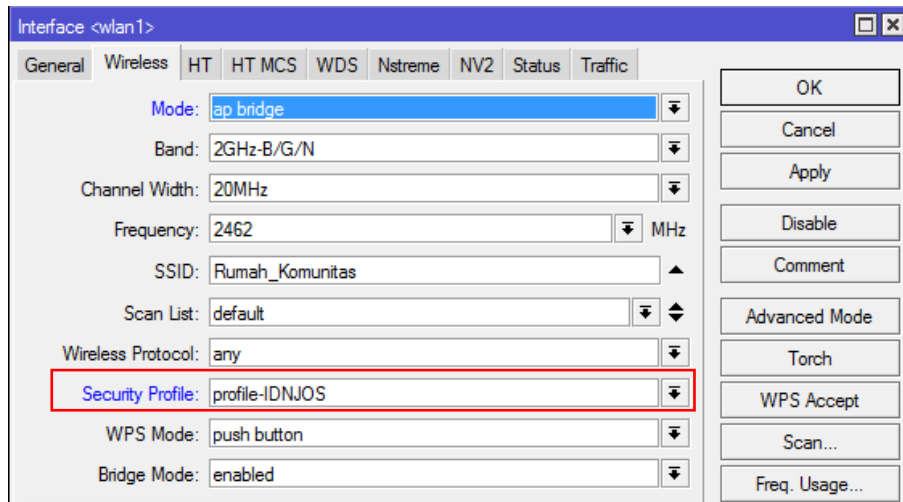 Interface <wlan1>
General Wireless HT HT MCS WDS Nstreme NV2 Status Traffic
Mode: ap bridge
Band: 2GHz-B/G/N
Channel Width: 20MHz
Frequency: 2462 MHz
SSID: Rumah_Komunitas
Scan List: default
Wireless Protocol: any
Security Profile: profile-IDNJOS
WPS Mode: push button
Bridge Mode: enabled
OK
Cancel
Apply
Disable
Comment
Advanced Mode
Torch
WPS Accept
Scan...
Freq. Usage...